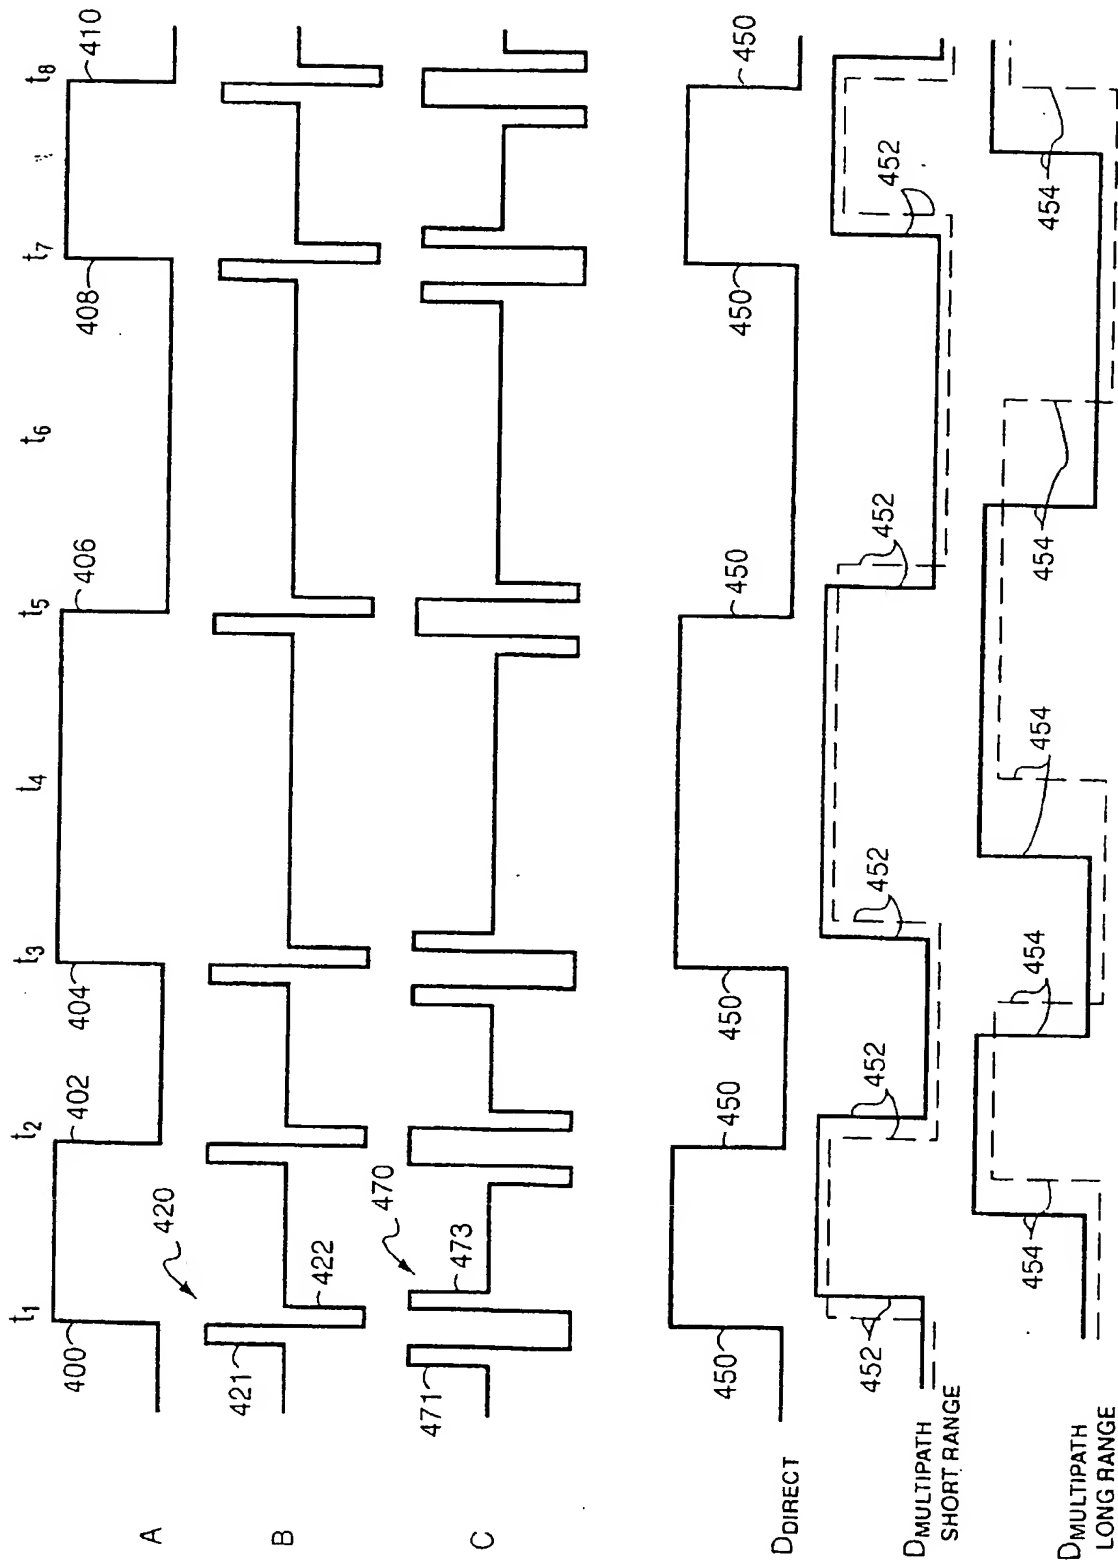 t1 t2 t3 t4 t5 t6 t7 t8
A
400 402 404 406 408 410
B
420
421 422
C
470
471 473
DDIRECT
450 450 450 450 450 450
DMULTIPATH
SHORT RANGE
452 452 452 452 452
DMULTIPATH
LONG RANGE
454 454 454 454 454